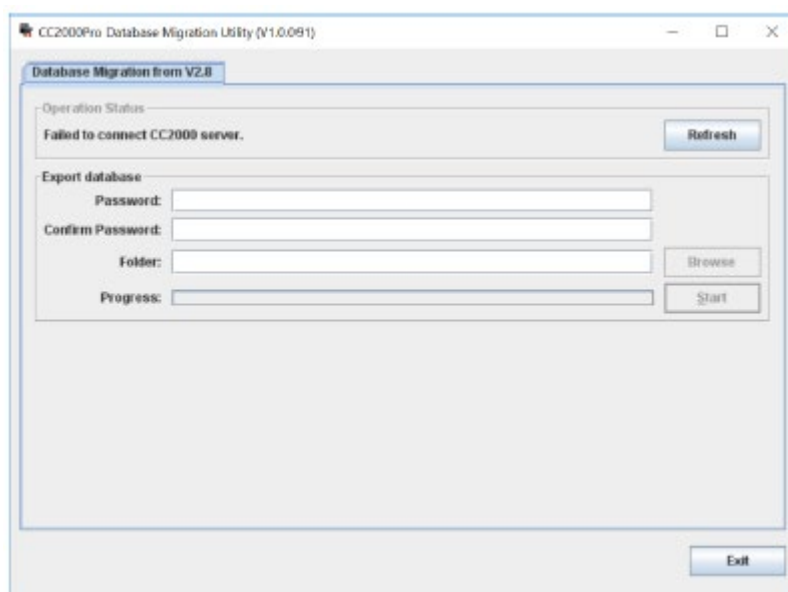 CC2000Pro Database Migration Utility (V1.0.091)
Database Migration from V2.8
Operation Status
Failed to connect CC2000 server.
Refresh
Export database
Password:
Confirm Password:
Folder:
Browse
Progress:
Start
Exit